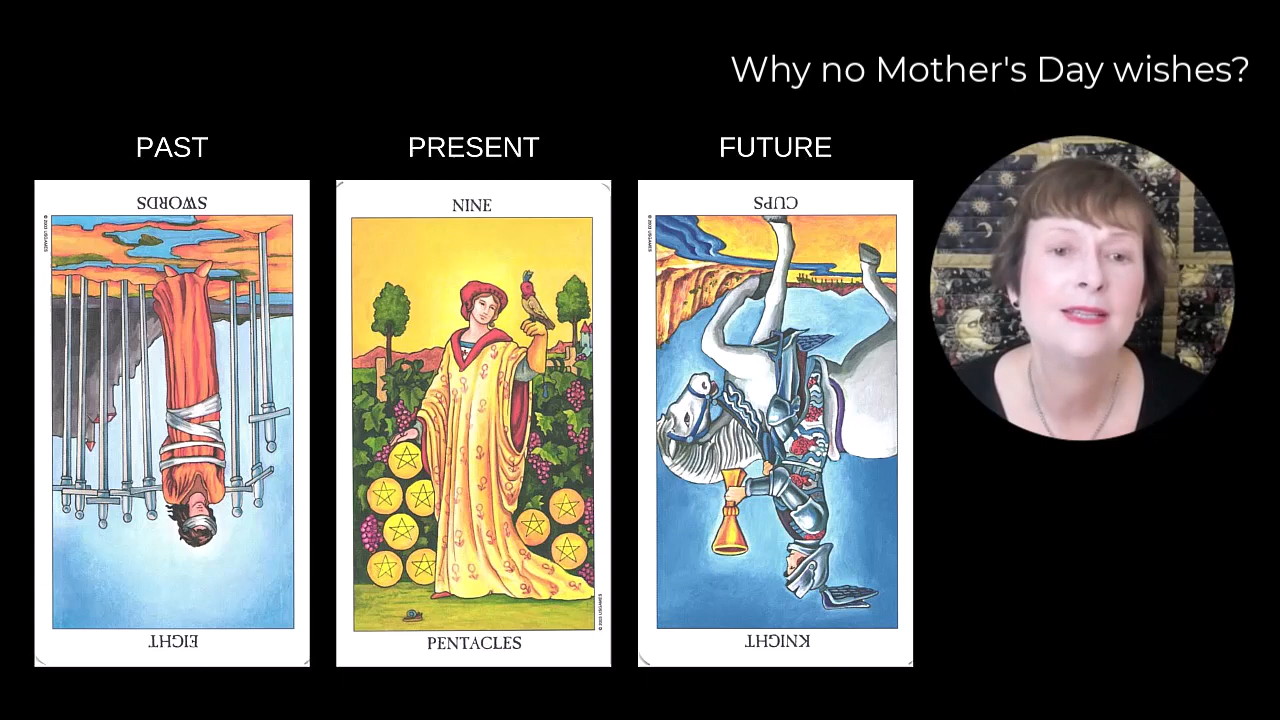 Why no Mother's Day wishes?
PAST
PRESENT
FUTURE
SWORDS
NINE
CUPS
EIGHT
PENTACLES
KNIGHT